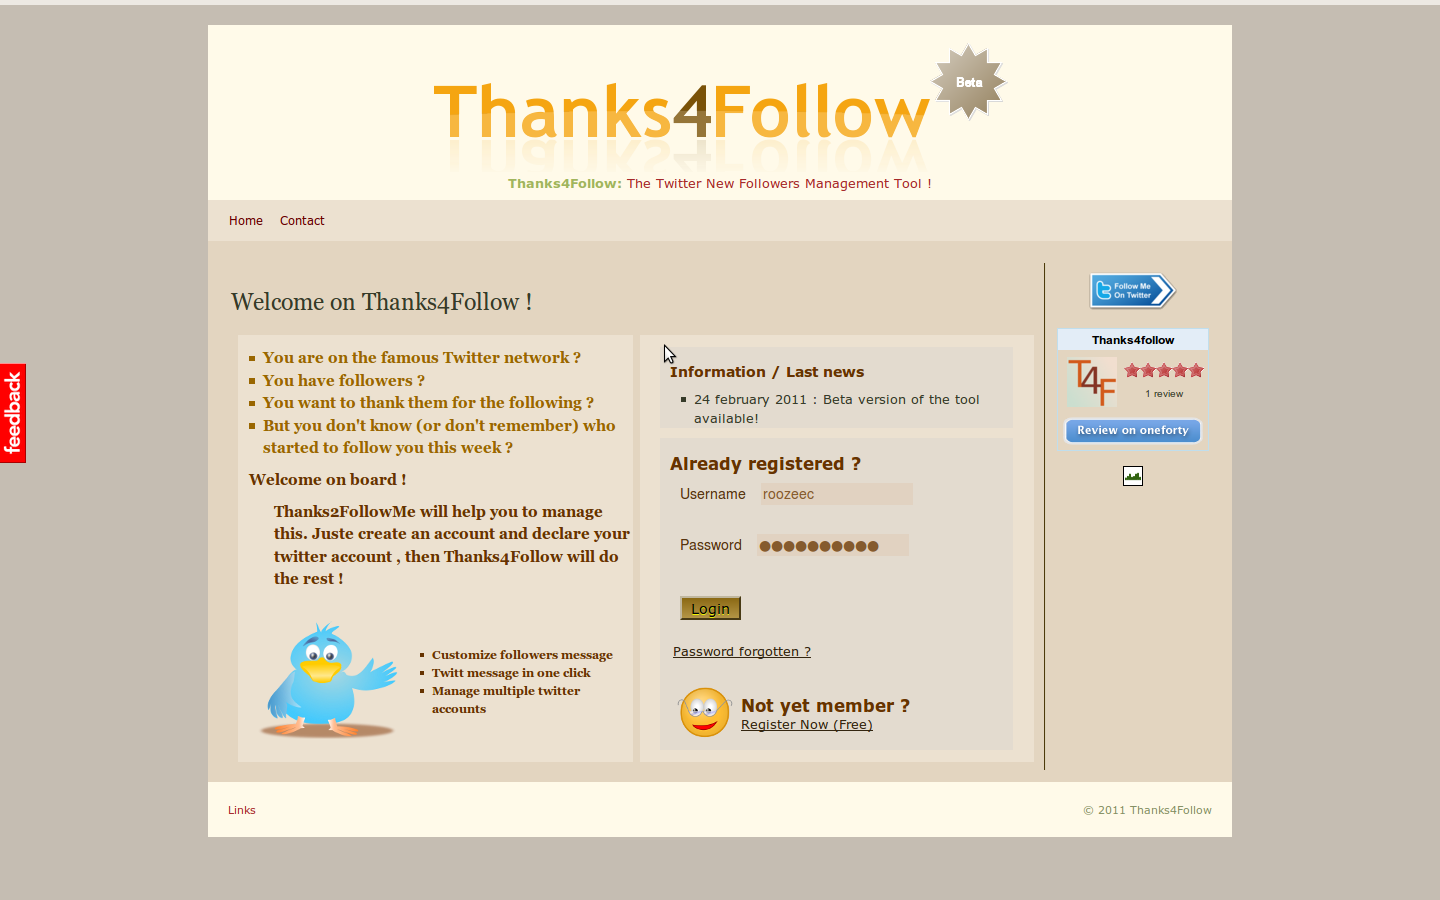 Thanks4Follow
Beta
Thanks4Follow: The Twitter New Followers Management Tool !
Home Contact
Welcome on Thanks4Follow !
You are on the famous Twitter network ?
You have followers ?
You want to thank them for the following ?
But you don't know (or don't remember) who
started to follow you this week ?
Welcome on board !
Thanks2FollowMe will help you to manage
this. Juste create an account and declare your
twitter account , then Thanks4Follow will do
the rest !
Customize followers message
Twitt message in one click
Manage multiple twitter
accounts
Information / Last news
24 february 2011 : Beta version of the tool
available!
Already registered ?
Username roozeec
Password ●●●●●●●●●●
Login
Password forgotten ?
Not yet member ?
Register Now (Free)
Follow Me
On Twitter
Thanks4follow
T4F
1 review
Review on oneforty
feedback
Links
© 2011 Thanks4Follow